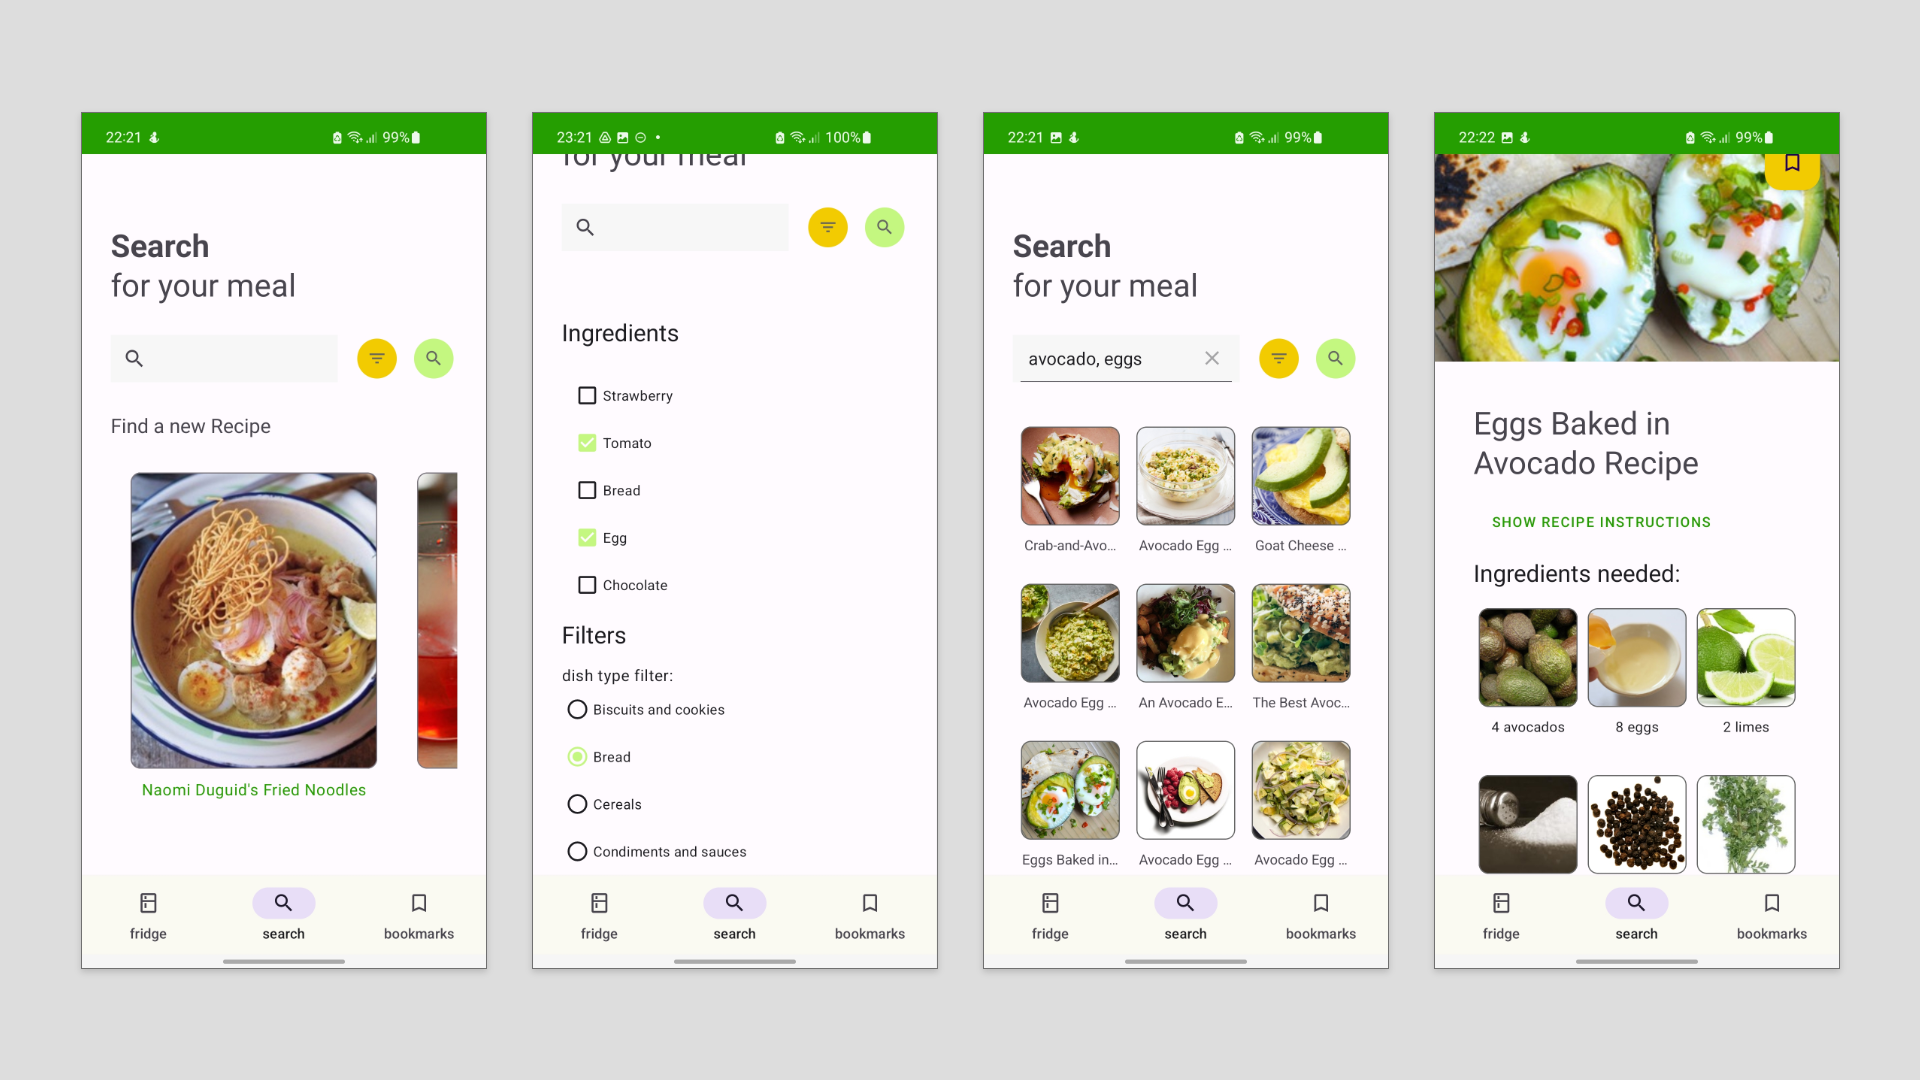 22:21 99%
Search
for your meal
Find a new Recipe
Naomi Duguid's Fried Noodles
fridge search bookmarks
23:21 100%
for your meal
Ingredients
Strawberry
Tomato
Bread
Egg
Chocolate
Filters
dish type filter:
Biscuits and cookies
Bread
Cereals
Condiments and sauces
fridge search bookmarks
22:21 99%
Search
for your meal
avocado, eggs
Crab-and-Avo... Avocado Egg ... Goat Cheese ...
Avocado Egg ... An Avocado E... The Best Avoc...
Eggs Baked in... Avocado Egg ... Avocado Egg ...
fridge search bookmarks
22:22 99%
Eggs Baked in
Avocado Recipe
SHOW RECIPE INSTRUCTIONS
Ingredients needed:
4 avocados 8 eggs 2 limes
fridge search bookmarks